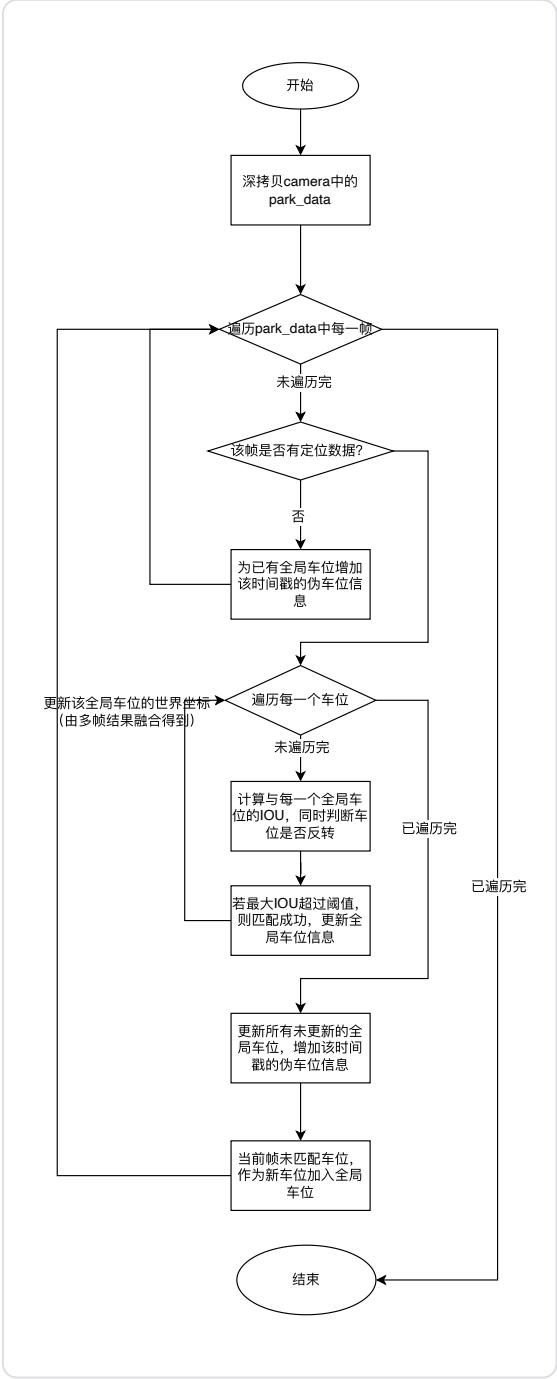 开始
深拷贝camera中的
park_data
遍历park_data中每一帧
未遍历完
该帧是否有定位数据?
否
为已有全局车位增加
该时间戳的伪车位信
息
更新该全局车位的世界坐标
(由多帧结果融合得到)
遍历每一个车位
未遍历完
计算与每一个全局车
位的IOU，同时判断车
位是否反转
已遍历完
已遍历完
若最大IOU超过阈值，
则匹配成功，更新全
局车位信息
更新所有未更新的全
局车位，增加该时间
戳的伪车位信息
当前帧未匹配车位，
作为新车位加入全局
车位
结束